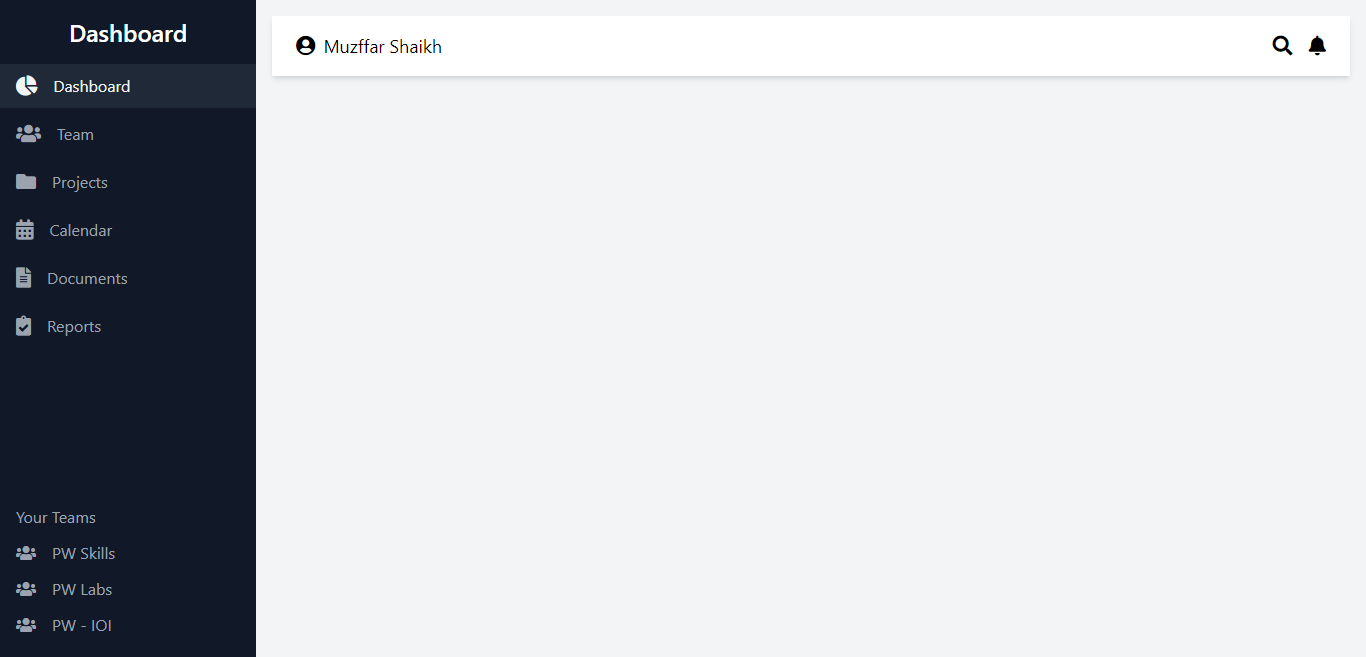 Dashboard
Dashboard
Team
Projects
Calendar
Documents
Reports
Your Teams
PW Skills
PW Labs
PW - IOI
Muzffar Shaikh